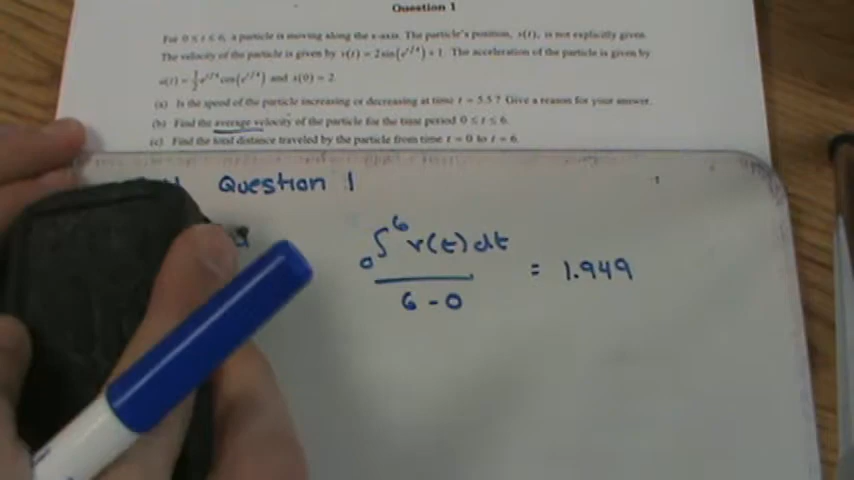 Question 1
For 0 ≤ t ≤ 6, a particle is moving along the x-axis. The particle's position, x(t), is not explicitly given.
The velocity of the particle is given by v(t) = 2sin(e^{t/4}) + 1. The acceleration of the particle is given by
a(t) = \frac{1}{2}e^{t/4}cos(e^{t/4}) and x(0) = 2.
(a) Is the speed of the particle increasing or decreasing at time t = 5.5? Give a reason for your answer.
(b) Find the average velocity of the particle for the time period 0 ≤ t ≤ 6.
(c) Find the total distance traveled by the particle from time t = 0 to t = 6.
Question 1
\frac{∫_0^6 v(t)dt}{6-0} = 1.949